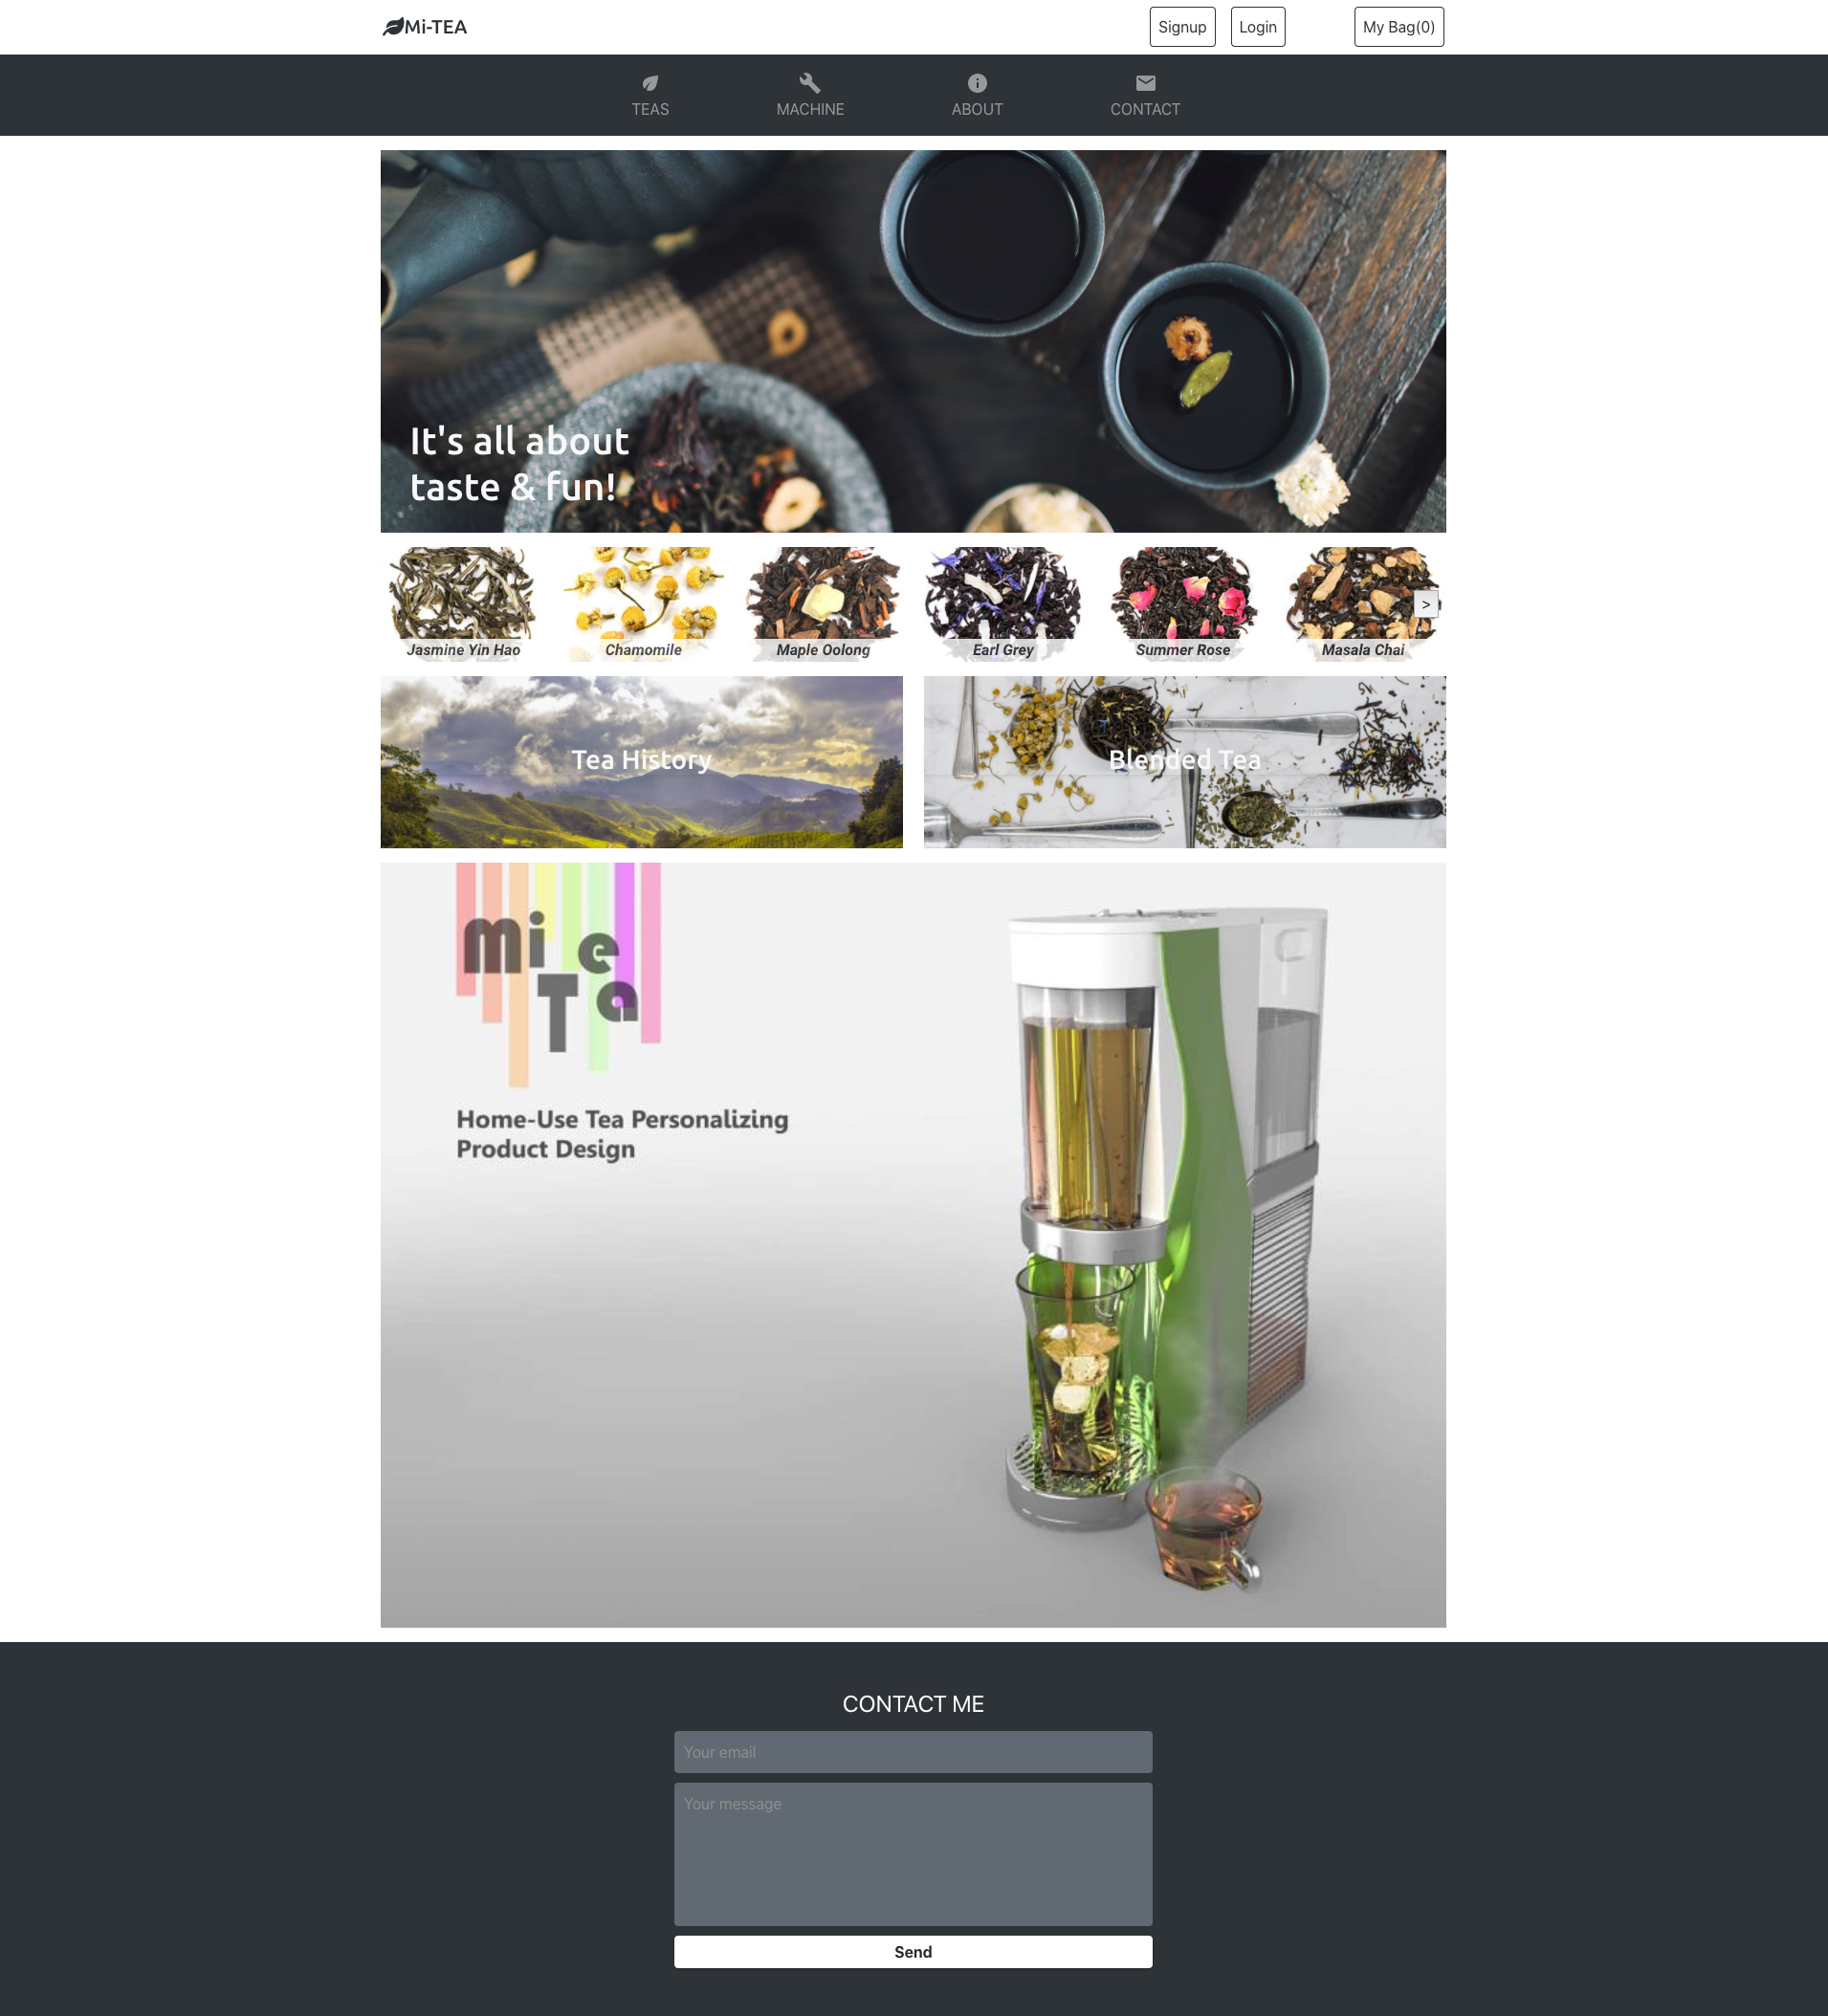 Mi-TEA
Signup
Login
My Bag(0)
TEAS
MACHINE
ABOUT
CONTACT
It's all about
taste & fun!
Jasmine Yin Hao
Chamomile
Maple Oolong
Earl Grey
Summer Rose
Masala Chai
>
Tea History
Blended Tea
mi e
Ta
Home-Use Tea Personalizing
Product Design
CONTACT ME
Your email
Your message
Send